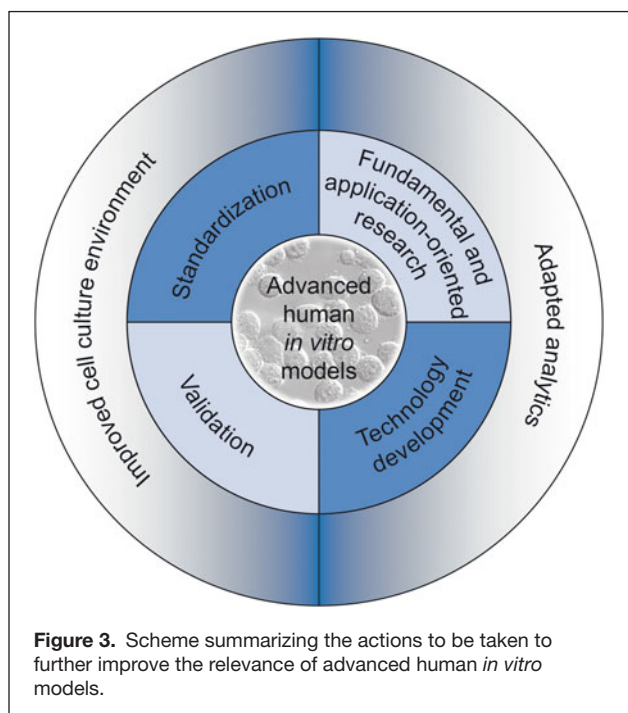 Improved cell culture environment
Standardization
Fundamental and
application-oriented
research
Advanced
human
in vitro
models
Validation
Technology
development
Adapted analytics
Figure 3. Scheme summarizing the actions to be taken to
further improve the relevance of advanced human in vitro
models.